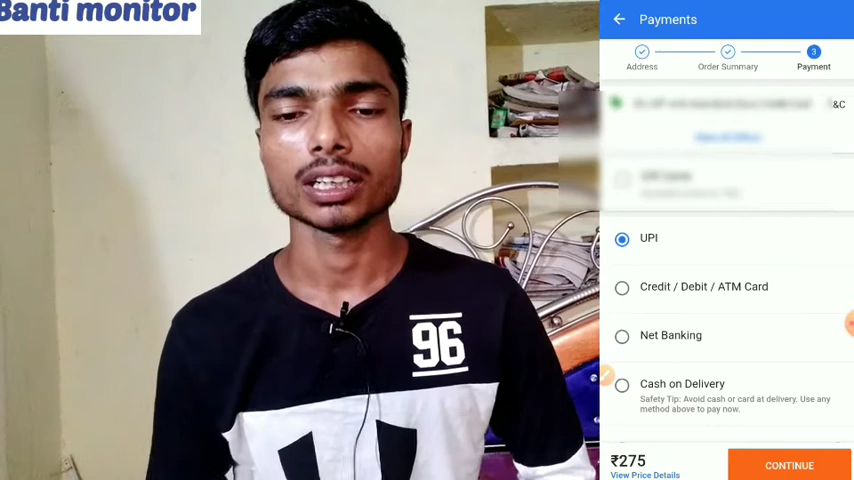 Banti monitor
Payments
Address
Order Summary
3
Payment
&C
UPI
Credit / Debit / ATM Card
Net Banking
Cash on Delivery
Safety Tip: Avoid cash or card at delivery. Use any
method above to pay now.
₹275
View Price Details
CONTINUE
96